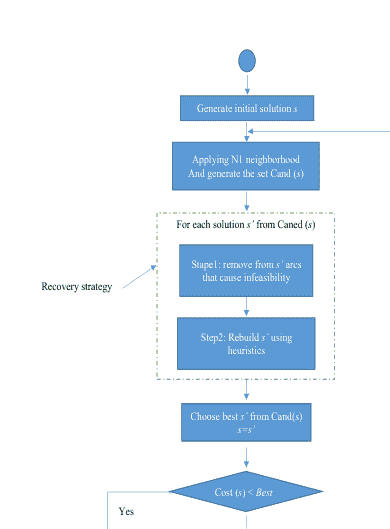 Generate initial solution s
Applying N1 neighborhood
And generate the set Cand (s)
For each solution s' from Caned (s)
Stape1: remove from s' arcs
that cause infeasibility
Recovery strategy
Step2: Rebuild s' using
heuristics
Choose best s' from Cand(s)
s=s'
Cost (s) < Best
Yes